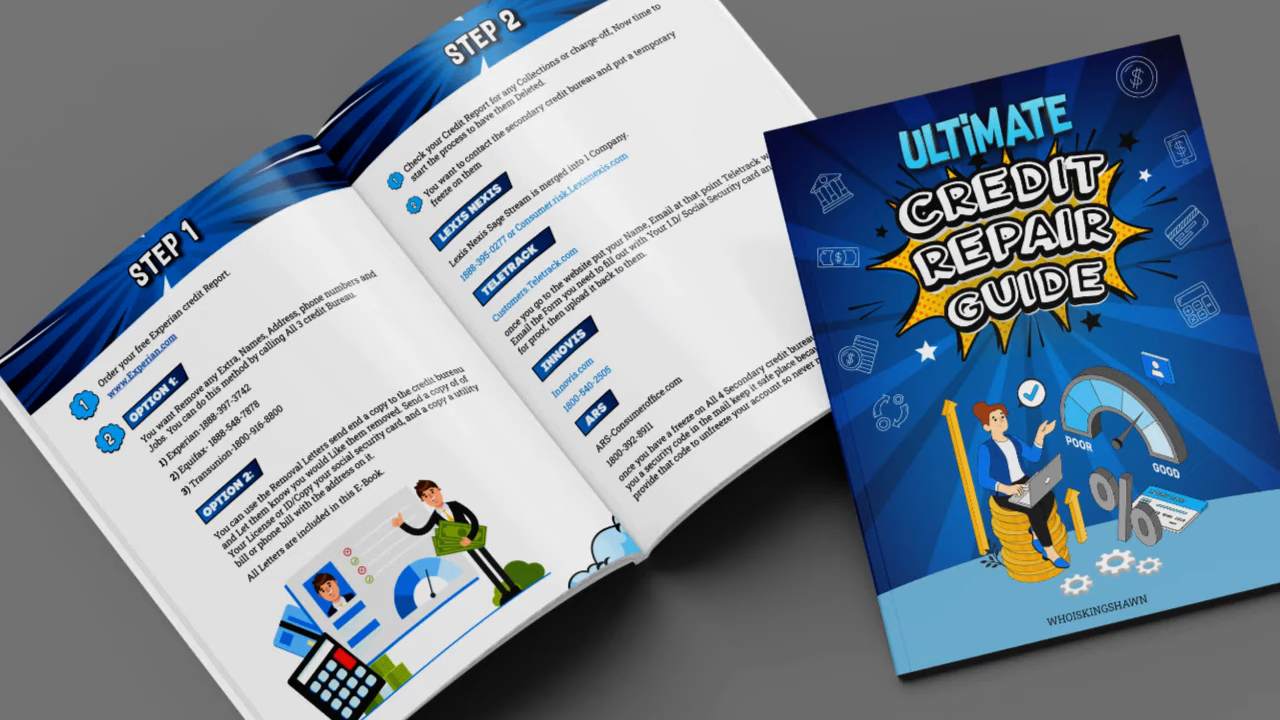 STEP 1
1
Order your free Experian credit Report.
www.Experian.com
2
OPTION 1:
You want Remove any Extra, Names, Address, phone numbers and
Jobs. You can do this method by calling All 3 credit Bureau.
1) Experian-1888-397-3742
2) Equifax- 1888-548-7878
3) Transunion-1800-916-8800
OPTION 2:
You can use the Removal Letters send end a copy to the credit bureau
and Let them know you would Like them removed. Send a copy of of
Your License or ID/Copy your social security card, and a copy a utility
bill or phone bill with the address on it.
All Letters are included in this E-Book.
STEP 2
Check your Credit Report for any Collections or charge-off, Now time to
start the process to have them Deleted.
You want to contact the secondary credit bureau and put a temporary
freeze on them
LEXIS NEXIS
Lexis Nexis Sage Stream is merged into 1 Company.
1888-395-0277 or Consumer.risk.Lexisnexis.com
TELETRACK
Customers.Teletrack.com
once you go to the website put your Name, Email at that point Teletrack
Email the Form you need to fill out with Your ID/ Social Security card an
for proof, then upload it back to them.
INNOVIS
Innovis.com
1800-540-2505
ARS
ARS-Consumeroffice.com
1800-392-8911
once you have a freeze on All 4 Secondary credit bureau
you a security code in the mail keep it safe place beca
provide that code to unfreeze your account so never
ULTiMATE
CREDIT
REPAIR
GUIDE
POOR
GOOD
%
WHOISKINGSHAWN